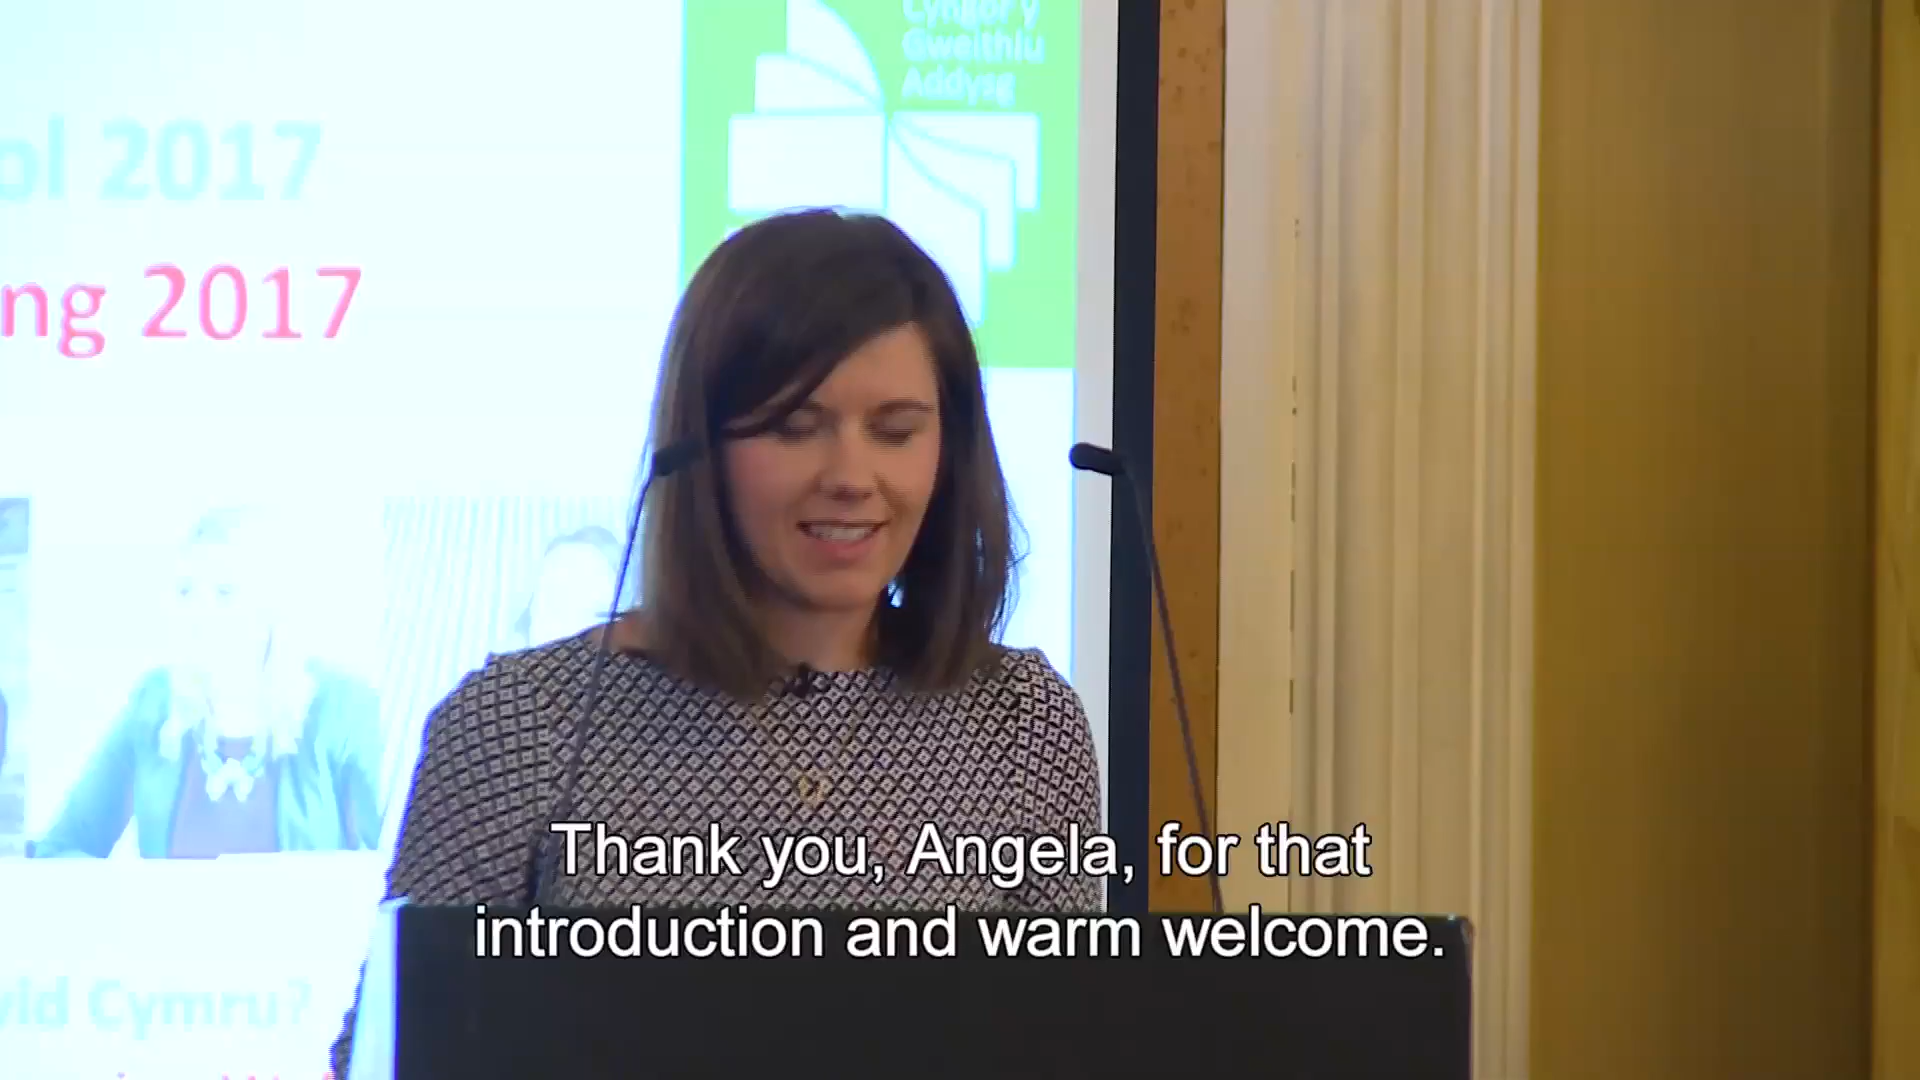 Cyngor y
Gweithlu
Addysg
ol 2017
ng 2017
Thank you, Angela, for that
introduction and warm welcome.
Cymru?